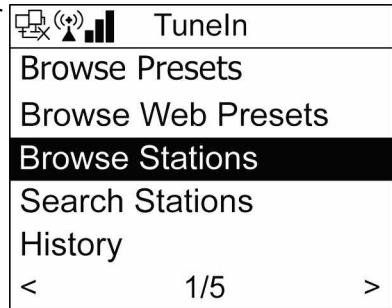 TuneIn
Browse Presets
Browse Web Presets
Browse Stations
Search Stations
History
< 1/5 >